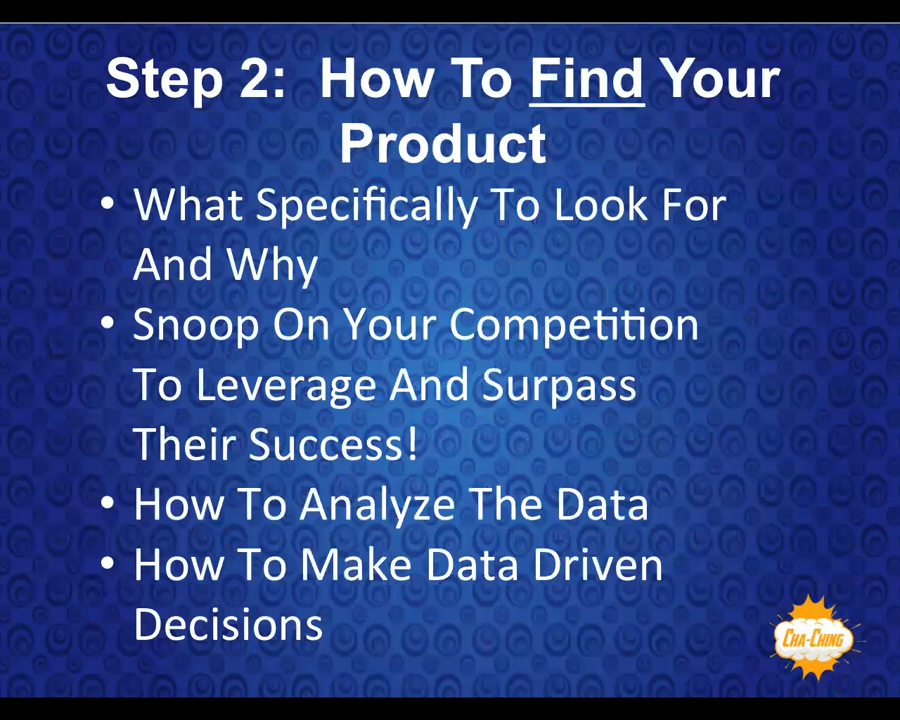 Step 2:  How To Find Your
Product
• What Specifically To Look For
And Why
• Snoop On Your Competition
To Leverage And Surpass
Their Success!
• How To Analyze The Data
• How To Make Data Driven
Decisions
CHA-CHING